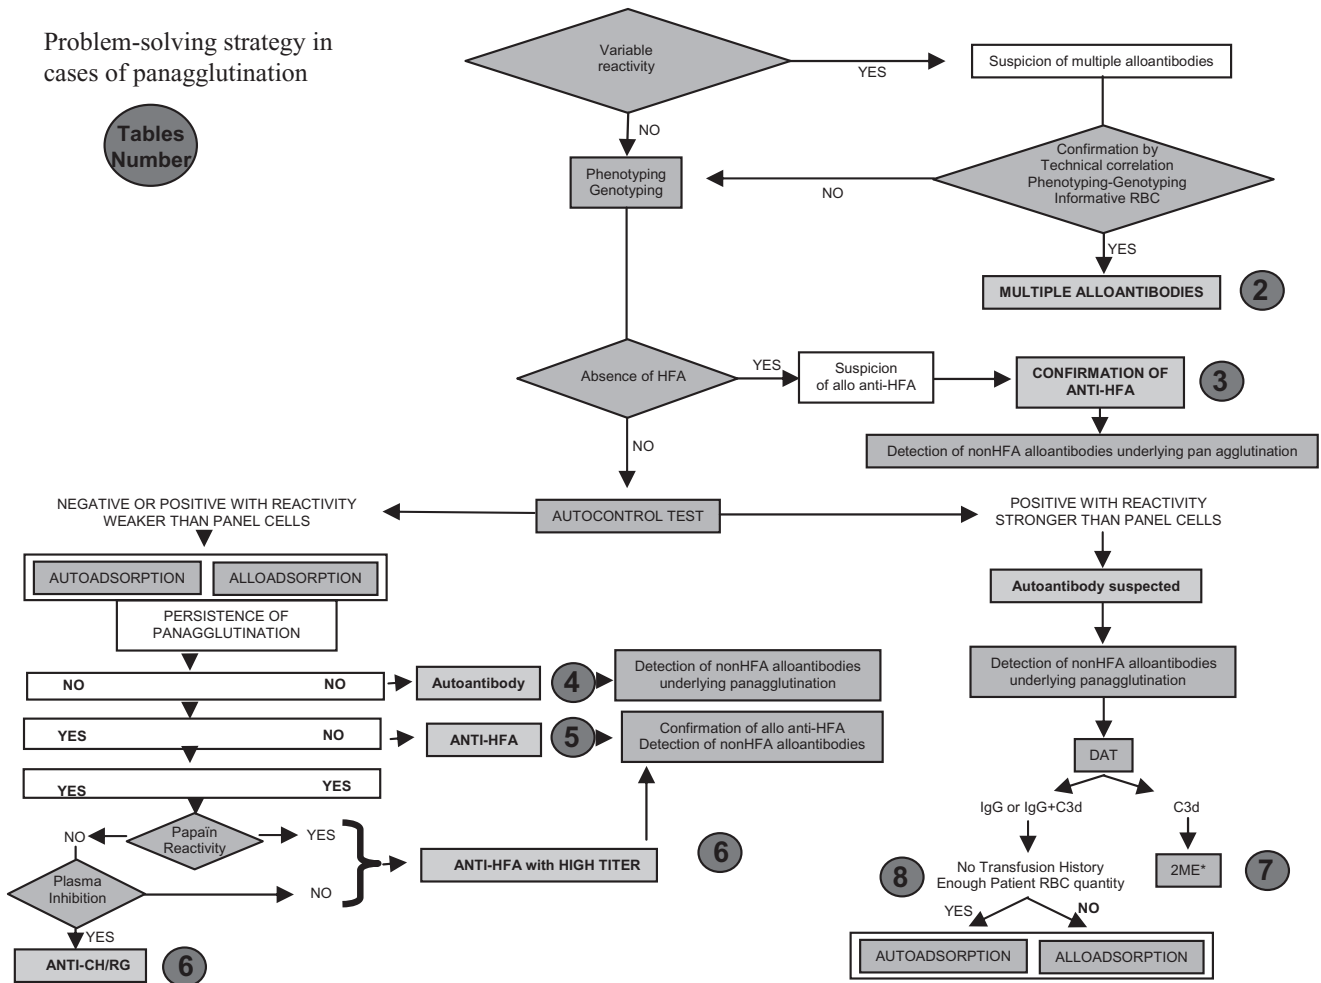 Problem-solving strategy in
cases of panagglutination
Tables
Number
Variable
reactivity
YES
Suspicion of multiple alloantibodies
NO
Phenotyping
Genotyping
Confirmation by
Technical correlation
Phenotyping-Genotyping
Informative RBC
NO
YES
MULTIPLE ALLOANTIBODIES
2
Absence of HFA
YES
Suspicion
of allo anti-HFA
CONFIRMATION OF
ANTI-HFA
3
Detection of nonHFA alloantibodies underlying pan agglutination
NO
AUTOCONTROL TEST
NEGATIVE OR POSITIVE WITH REACTIVITY
WEAKER THAN PANEL CELLS
POSITIVE WITH REACTIVITY
STRONGER THAN PANEL CELLS
AUTOADSORPTION
ALLOADSORPTION
PERSISTENCE OF
PANAGGLUTINATION
NO
NO
Autoantibody
4
Detection of nonHFA alloantibodies
underlying panagglutination
YES
NO
ANTI-HFA
5
Confirmation of allo anti-HFA
Detection of nonHFA alloantibodies
YES
YES
Papaïn
Reactivity
NO
YES
Plasma
Inhibition
NO
ANTI-HFA with HIGH TITER
6
YES
ANTI-CH/RG
6
Autoantibody suspected
Detection of nonHFA alloantibodies
underlying panagglutination
DAT
IgG or IgG+C3d
C3d
2ME*
7
8
No Transfusion History
Enough Patient RBC quantity
YES
NO
AUTOADSORPTION
ALLOADSORPTION